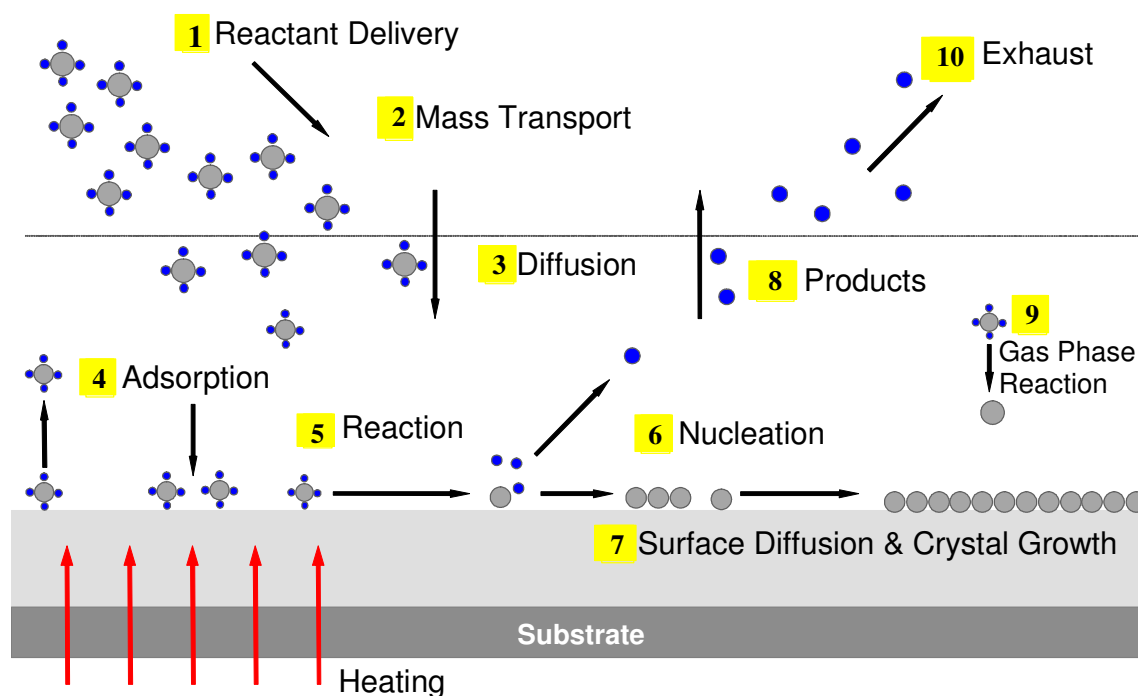 1 Reactant Delivery
10 Exhaust
2 Mass Transport
3 Diffusion
8 Products
9
Gas Phase
Reaction
4 Adsorption
5 Reaction
6 Nucleation
7 Surface Diffusion & Crystal Growth
Substrate
Heating